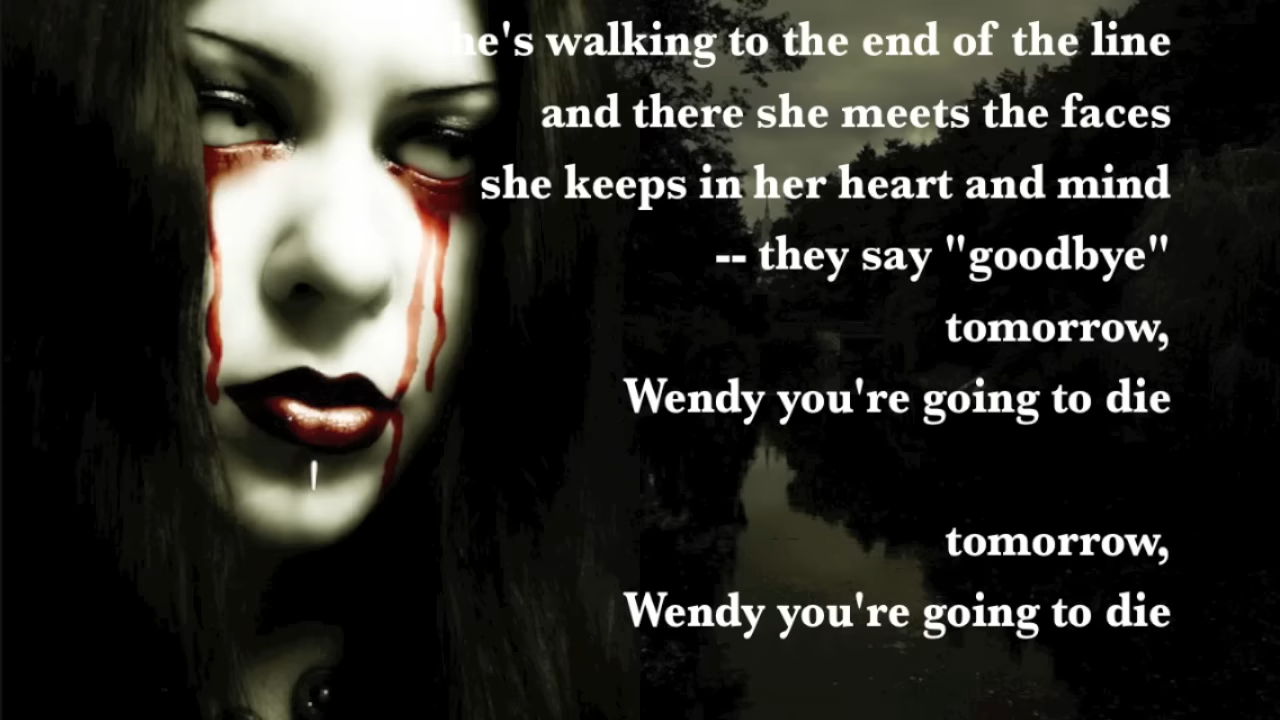 he's walking to the end of the line
and there she meets the faces
she keeps in her heart and mind
-- they say "goodbye"
tomorrow,
Wendy you're going to die
tomorrow,
Wendy you're going to die